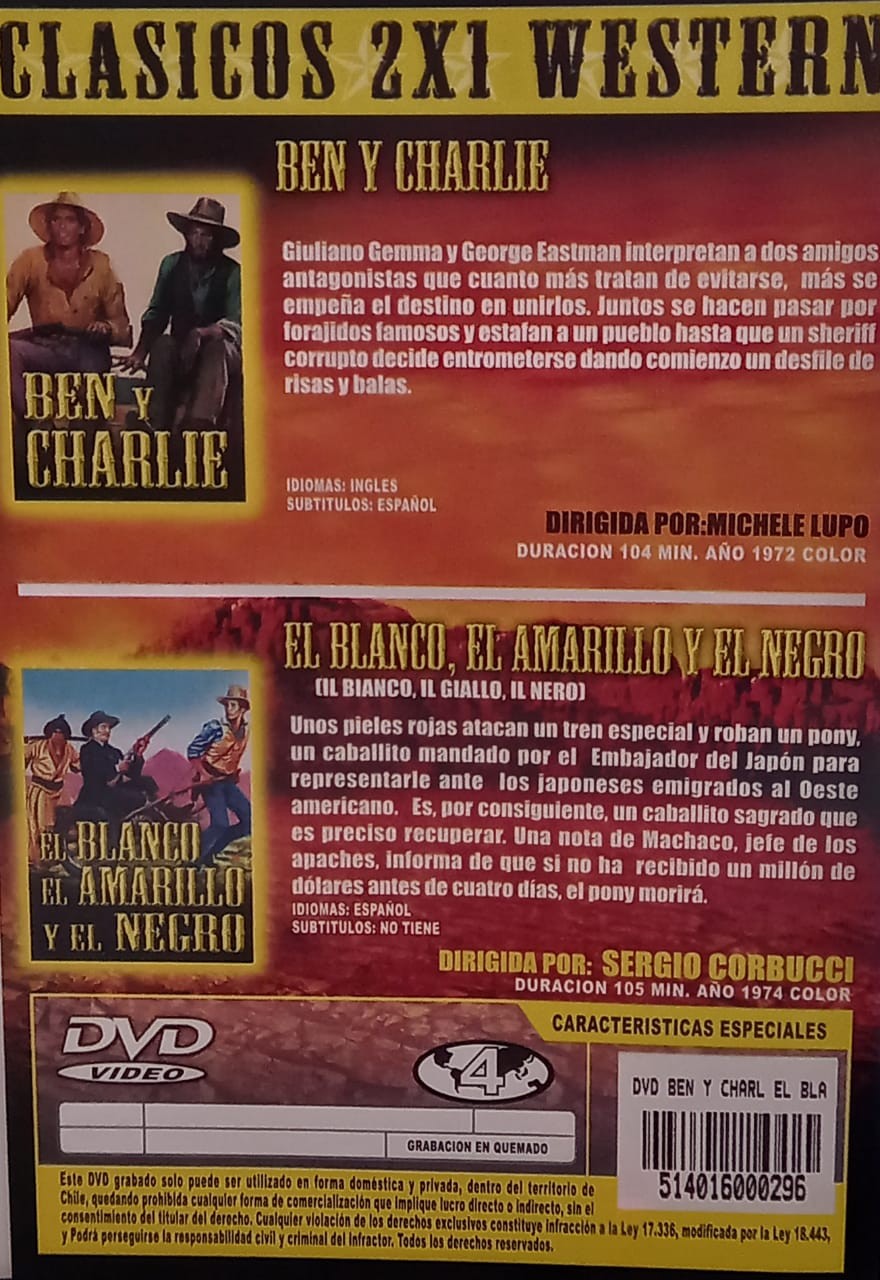 CLASICOS 2X1 WESTERN
BEN Y CHARLIE
Giuliano Gemma y George Eastman interpretan a dos amigos
antagonistas que cuanto más tratan de evitarse, más se
empeña el destino en unirlos. Juntos se hacen pasar por
forajidos famosos y estafan a un pueblo hasta que un sheriff
corrupto decide entrometerse dando comienzo un desfile de
risas y balas.
BEN Y
CHARLIE
IDIOMAS: INGLES
SUBTITULOS: ESPAÑOL
DIRIGIDA POR:MICHELE LUPO
DURACION 104 MIN. AÑO 1972 COLOR
EL BLANCO, EL AMARILLO Y EL NEGRO
(IL BIANCO, IL GIALLO, IL NERO)
Unos pieles rojas atacan un tren especial y roban un pony,
un caballito mandado por el Embajador del Japón para
representarle ante los japoneses emigrados al Oeste
americano. Es, por consiguiente, un caballito sagrado que
es preciso recuperar. Una nota de Machaco, jefe de los
apaches, informa de que si no ha recibido un millón de
dólares antes de cuatro días, el pony morirá.
EL BLANCO
EL AMARILLO
Y EL NEGRO
IDIOMAS: ESPAÑOL
SUBTITULOS: NO TIENE
DIRIGIDA POR: SERGIO CORBUCCI
DURACION 105 MIN. AÑO 1974 COLOR
CARACTERISTICAS ESPECIALES
DVD
VIDEO
4
GRABACION EN QUEMADO
DVD BEN Y CHARL EL BLA
514016000296
Este DVD grabado solo puede ser utilizado en forma doméstica y privada, dentro del territorio de
Chile, quedando prohibida cualquier forma de comercialización que implique lucro directo o indirecto, sin el
consentimiento del titular del derecho. Cualquier violación de los derechos exclusivos constituye infracción a la Ley 17.336, modificada por la Ley 18.443,
y Podrá perseguirse la responsabilidad civil y criminal del infractor. Todos los derechos reservados.